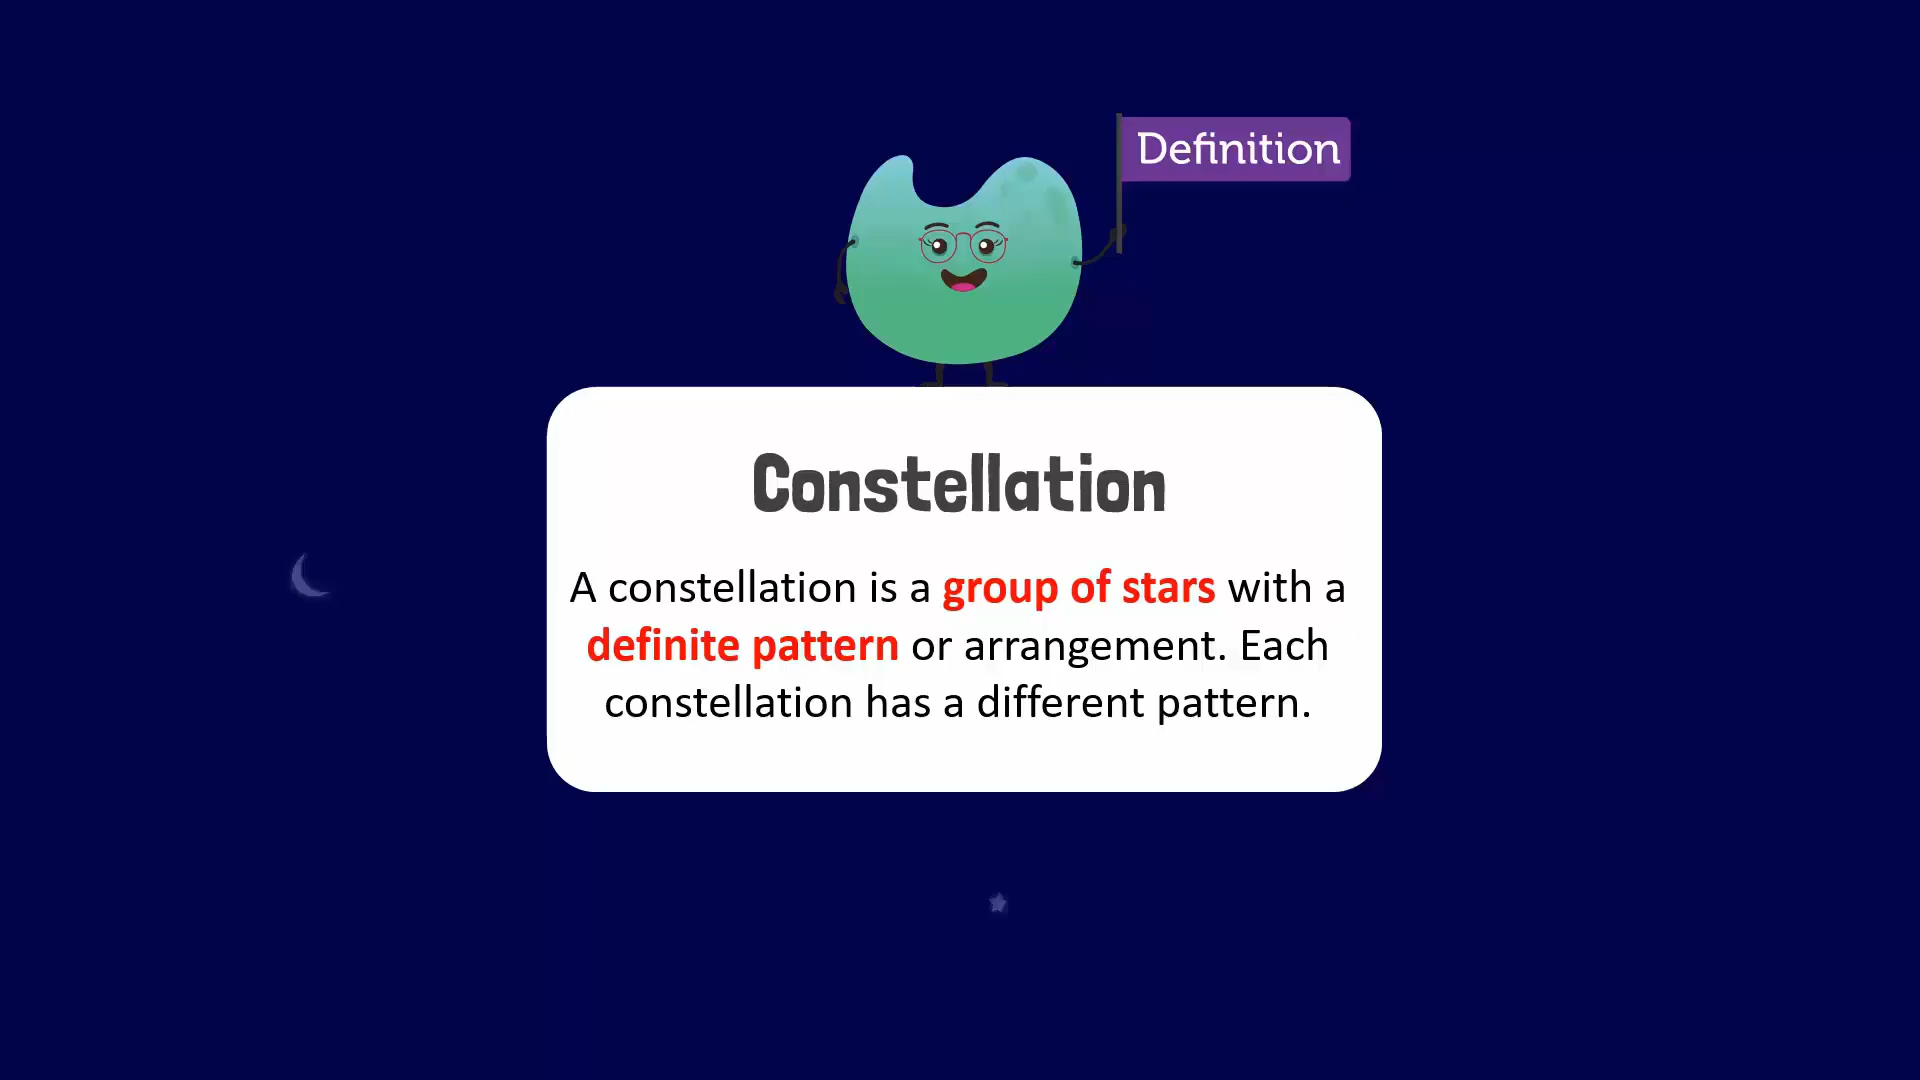 Definition
Constellation
A constellation is a group of stars with a
definite pattern or arrangement. Each
constellation has a different pattern.